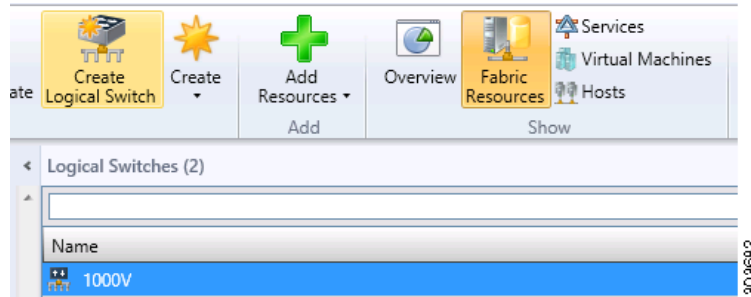 ate
Create
Logical Switch
Create
Add
Resources
Overview
Fabric
Resources
Services
Virtual Machines
Hosts
Add
Show
Logical Switches (2)
Name
1000V